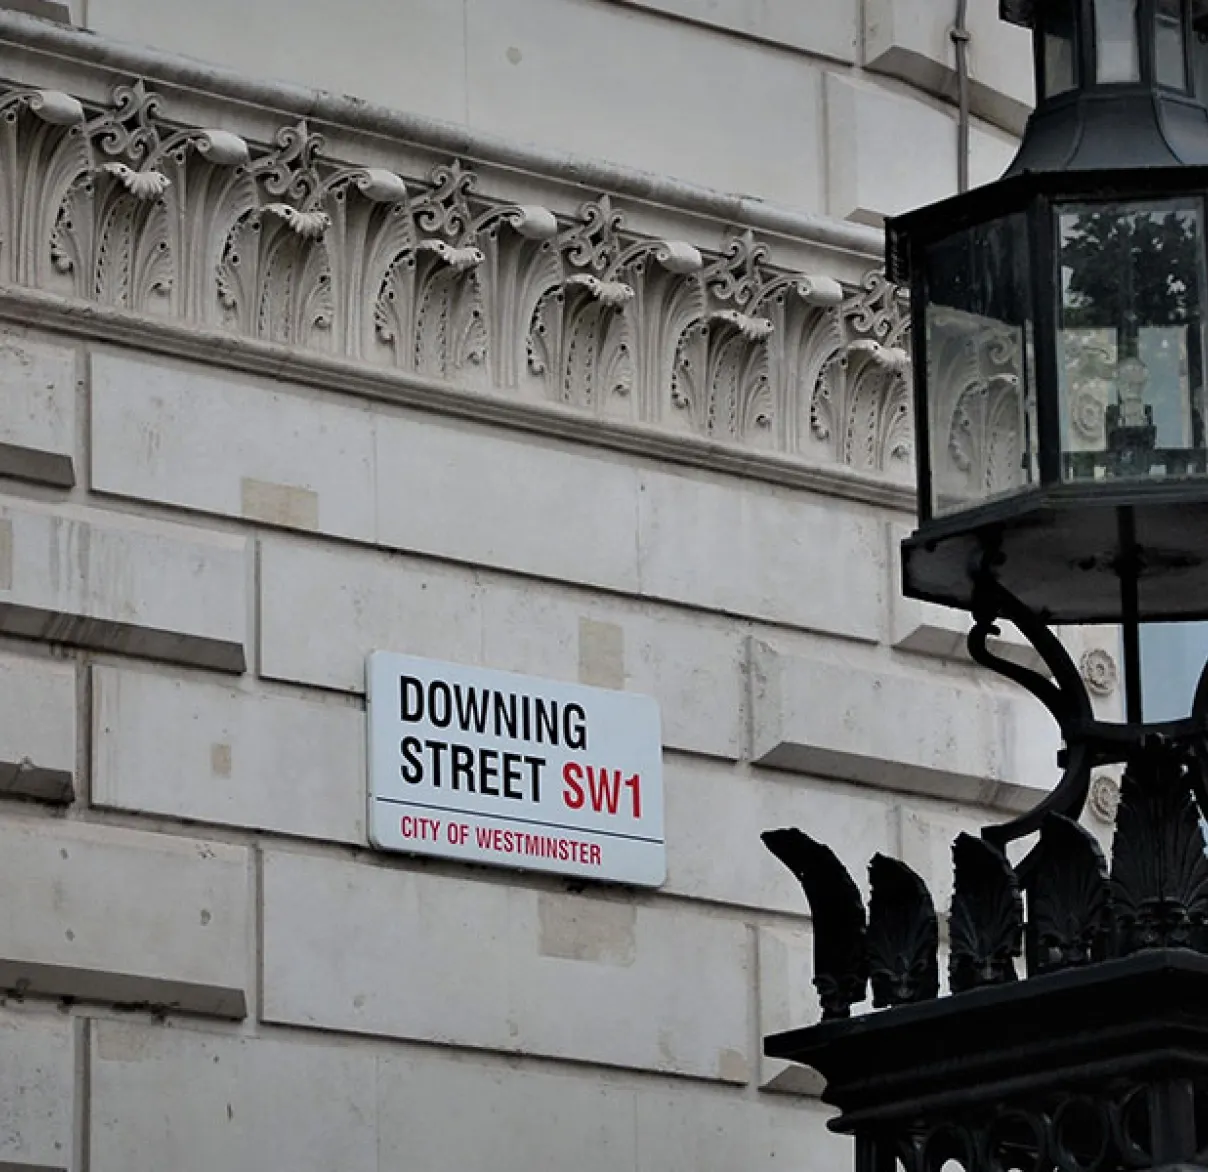 DOWNING
STREET SW1
CITY OF WESTMINSTER